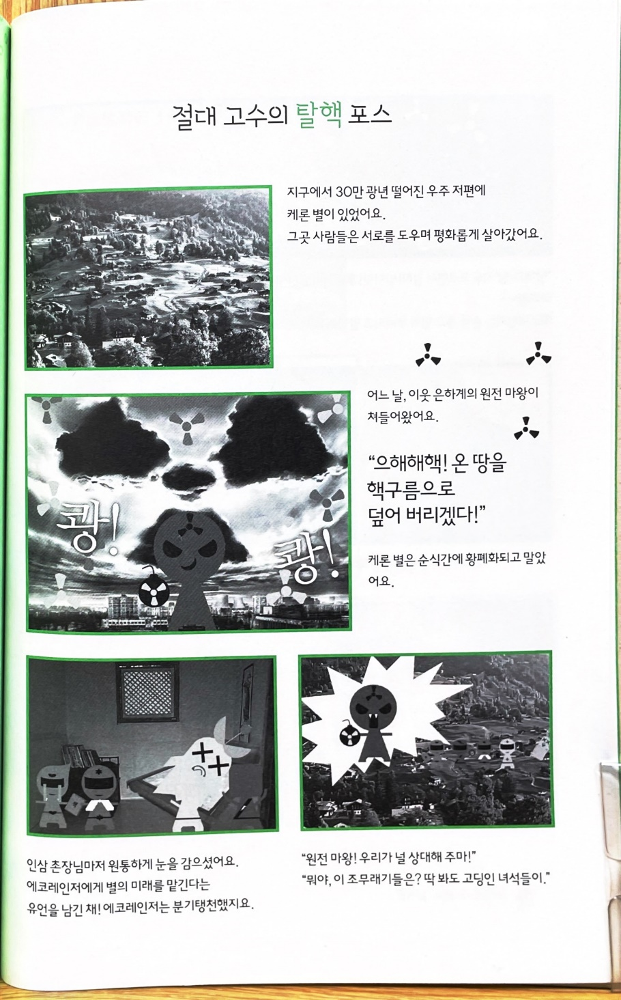 절대 고수의 탈핵 포스
지구에서 30만 광년 떨어진 우주 저편에
케론 별이 있었어요.
그곳 사람들은 서로를 도우며 평화롭게 살아갔어요.
어느 날, 이웃 은하계의 원전 마왕이
쳐들어왔어요.
“으해해핵! 온 땅을
핵구름으로
덮어 버리겠다!”
쾅!
쾅!
케론 별은 순식간에 황폐화되고 말았
어요.
인삼 촌장님마저 원통하게 눈을 감으셨어요.
에코레인저에게 별의 미래를 맡긴다는
유언을 남긴 채! 에코레인저는 분기탱천했지요.
“원전 마왕! 우리가 널 상대해 주마!”
“뭐야, 이 조무래기들은? 딱 봐도 고딩인 녀석들이.”